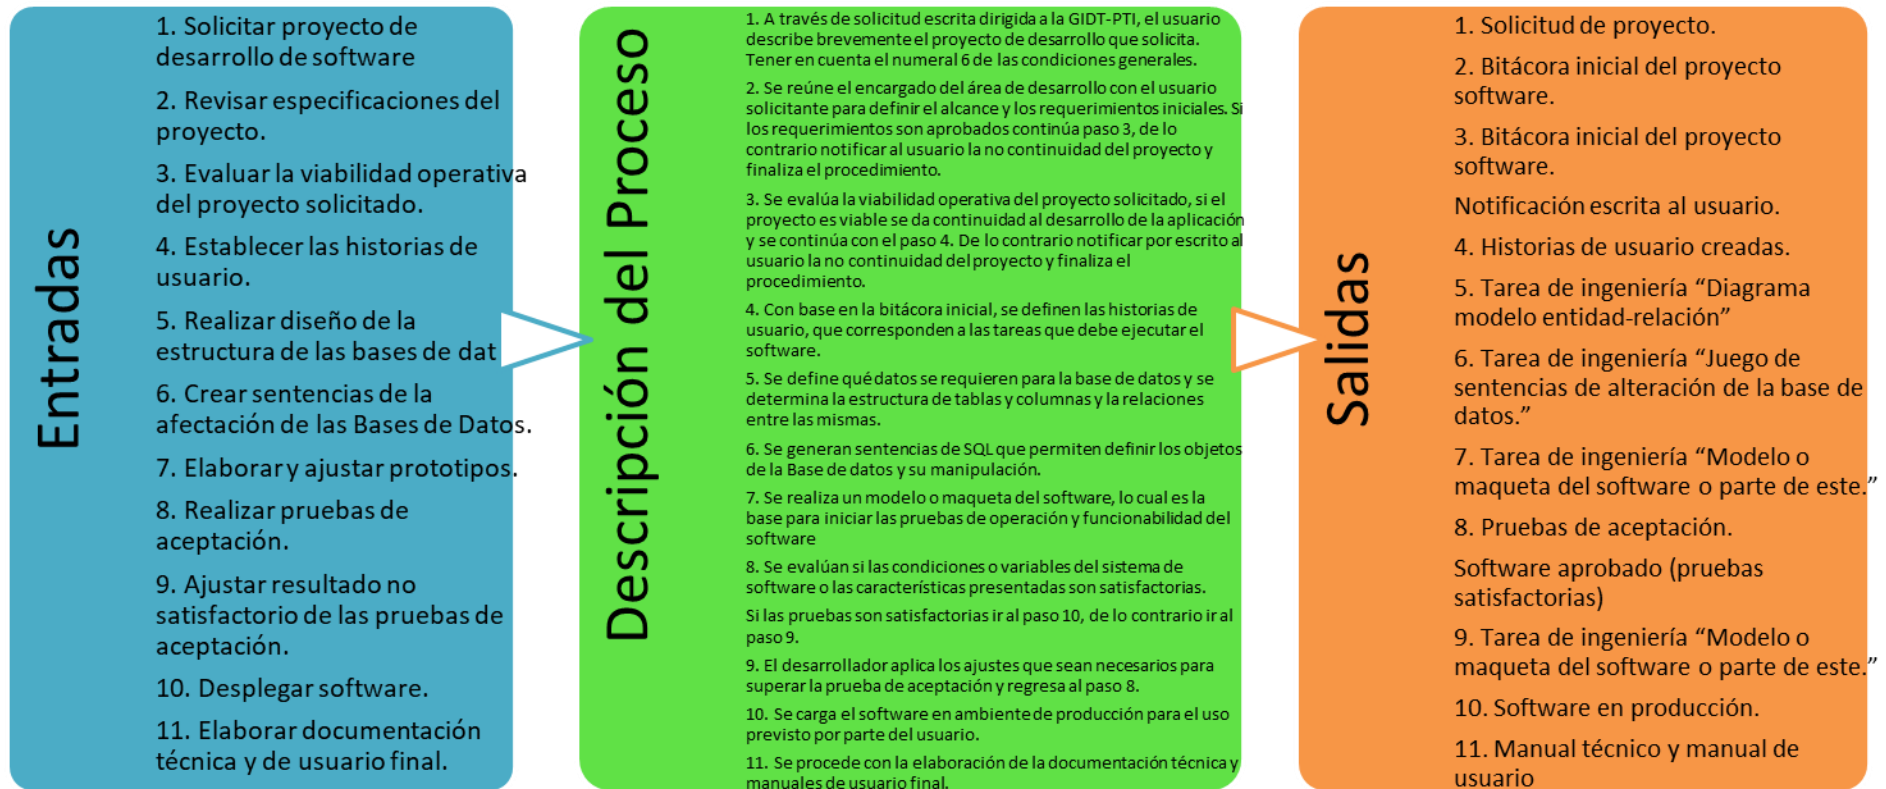 Entradas
1. Solicitar proyecto de
desarrollo de software
2. Revisar especificaciones del
proyecto.
3. Evaluar la viabilidad operativa
del proyecto solicitado.
4. Establecer las historias de
usuario.
5. Realizar diseño de la
estructura de las bases de dat
6. Crear sentencias de la
afectación de las Bases de Datos.
7. Elaborar y ajustar prototipos.
8. Realizar pruebas de
aceptación.
9. Ajustar resultado no
satisfactorio de las pruebas de
aceptación.
10. Desplegar software.
11. Elaborar documentación
técnica y de usuario final.
Descripción del Proceso
1. A través de solicitud escrita dirigida a la GIDT-PTI, el usuario
describe brevemente el proyecto de desarrollo que solicita.
Tener en cuenta el numeral 6 de las condiciones generales.
2. Se reúne el encargado del área de desarrollo con el usuario
solicitante para definir el alcance y los requerimientos iniciales. Si
los requerimientos son aprobados continúa paso 3, de lo
contrario notificar al usuario la no continuidad del proyecto y
finaliza el procedimiento.
3. Se evalúa la viabilidad operativa del proyecto solicitado, si el
proyecto es viable se da continuidad al desarrollo de la aplicación
y se continúa con el paso 4. De lo contrario notificar por escrito al
usuario la no continuidad del proyecto y finaliza el
procedimiento.
4. Con base en la bitácora inicial, se definen las historias de
usuario, que corresponden a las tareas que debe ejecutar el
software.
5. Se define qué datos se requieren para la base de datos y se
determina la estructura de tablas y columnas y la relaciones
entre las mismas.
6. Se generan sentencias de SQL que permiten definir los objetos
de la Base de datos y su manipulación.
7. Se realiza un modelo o maqueta del software, lo cual es la
base para iniciar las pruebas de operación y funcionabilidad del
software
8. Se evalúan si las condiciones o variables del sistema de
software o las características presentadas son satisfactorias.
Si las pruebas son satisfactorias ir al paso 10, de lo contrario ir al
paso 9.
9. El desarrollador aplica los ajustes que sean necesarios para
superar la prueba de aceptación y regresa al paso 8.
10. Se carga el software en ambiente de producción para el uso
previsto por parte del usuario.
11. Se procede con la elaboración de la documentación técnica y
manuales de usuario final.
Salidas
1. Solicitud de proyecto.
2. Bitácora inicial del proyecto
software.
3. Bitácora inicial del proyecto
software.
Notificación escrita al usuario.
4. Historias de usuario creadas.
5. Tarea de ingeniería “Diagrama
modelo entidad-relación”
6. Tarea de ingeniería “Juego de
sentencias de alteración de la base de
datos.”
7. Tarea de ingeniería “Modelo o
maqueta del software o parte de este.”
8. Pruebas de aceptación.
Software aprobado (pruebas
satisfactorias)
9. Tarea de ingeniería “Modelo o
maqueta del software o parte de este.”
10. Software en producción.
11. Manual técnico y manual de
usuario